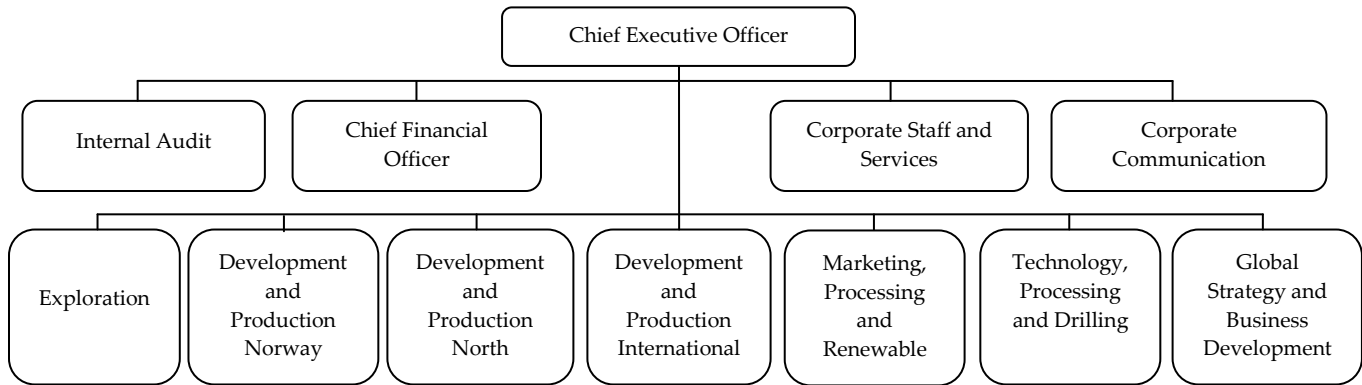 Chief Executive Officer
Internal Audit
Chief Financial
Officer
Corporate Staff and
Services
Corporate
Communication
Exploration
Development
and
Production
Norway
Development
and
Production
North
Development
and
Production
International
Marketing,
Processing
and
Renewable
Technology,
Processing
and Drilling
Global
Strategy and
Business
Development